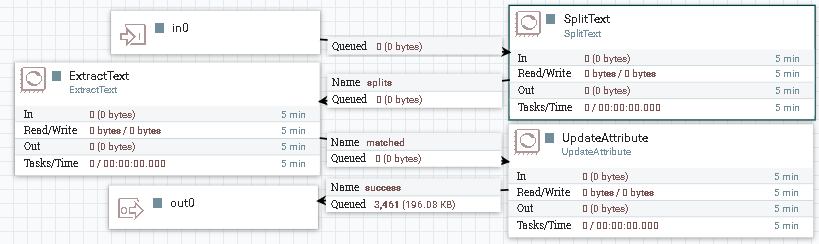 in0
Queued 0 (0 bytes)
SplitText
SplitText
In 0 (0 bytes) 5 min
Read/Write 0 bytes / 0 bytes 5 min
Out 0 (0 bytes) 5 min
Tasks/Time 0 / 00:00:00.000 5 min
Name splits
Queued 0 (0 bytes)
ExtractText
ExtractText
In 0 (0 bytes) 5 min
Read/Write 0 bytes / 0 bytes 5 min
Out 0 (0 bytes) 5 min
Tasks/Time 0 / 00:00:00.000 5 min
Name matched
Queued 0 (0 bytes)
UpdateAttribute
UpdateAttribute
In 0 (0 bytes) 5 min
Read/Write 0 bytes / 0 bytes 5 min
Out 0 (0 bytes) 5 min
Tasks/Time 0 / 00:00:00.000 5 min
Name success
Queued 3,461 (196.08 KB)
out0